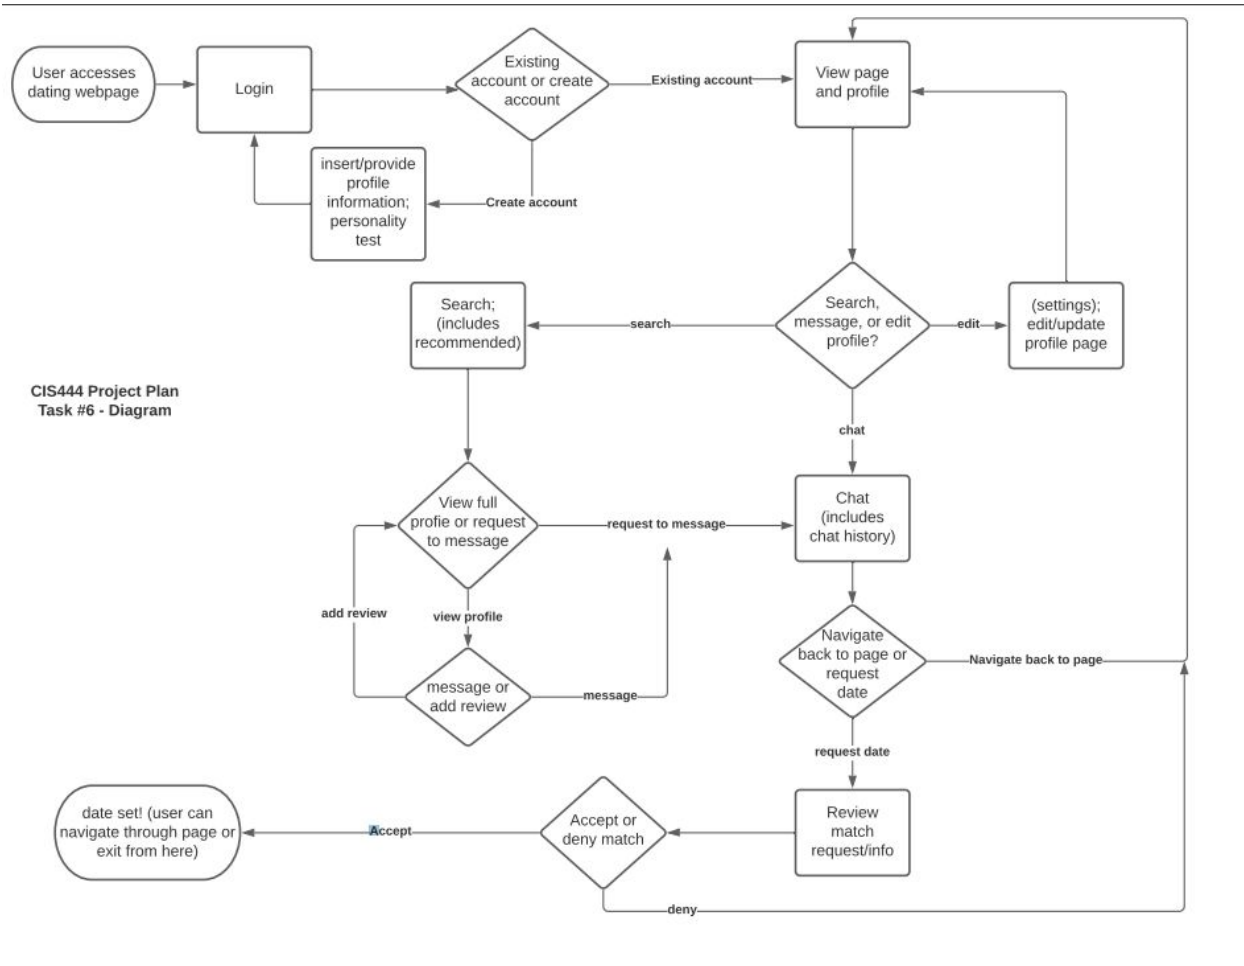 User accesses
dating webpage
Login
Existing
account or create
account
Existing account
View page
and profile
insert/provide
profile
information;
personality
test
Create account
Search;
(includes
recommended)
search
Search,
message, or edit
profile?
edit
(settings);
edit/update
profile page
CIS444 Project Plan
Task #6 - Diagram
chat
View full
profie or request
to message
request to message
Chat
(includes
chat history)
add review
view profile
message or
add review
message
Navigate
back to page or
request
date
Navigate back to page
request date
date set! (user can
navigate through page or
exit from here)
Accept
Accept or
deny match
Review
match
request/info
deny